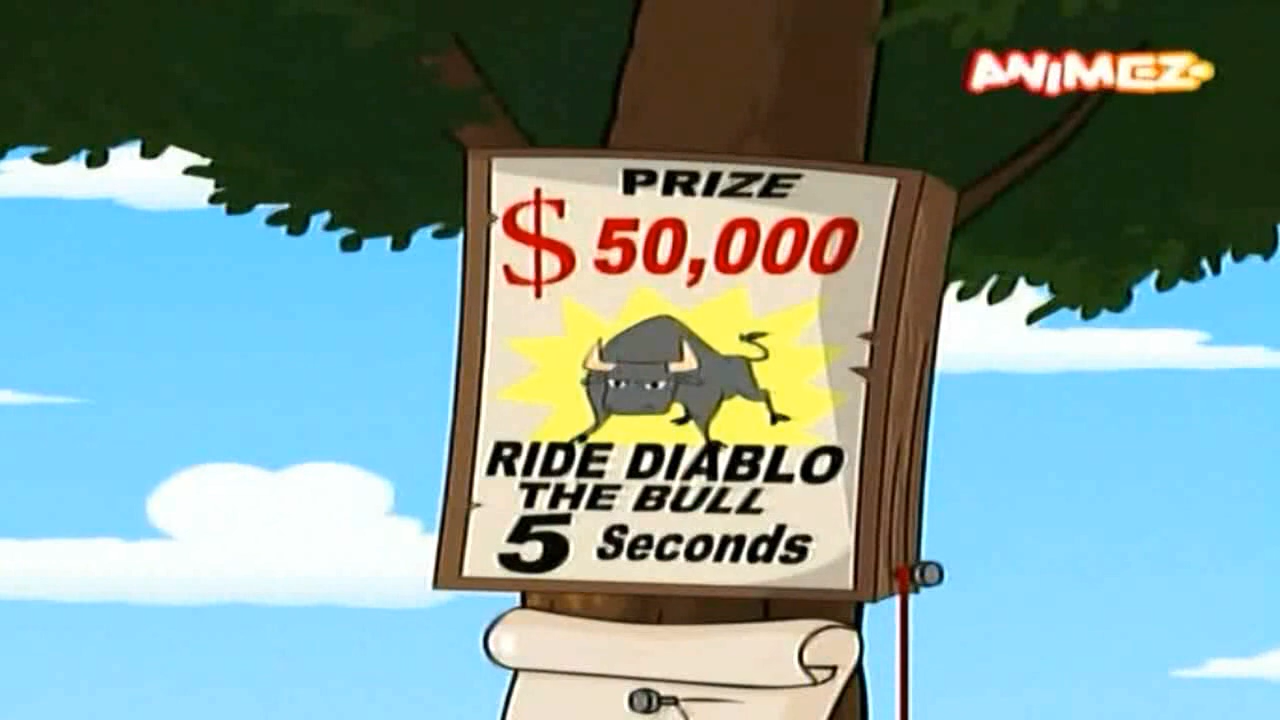 ANIMEZ
PRIZE
$50,000
RIDE DIABLO
THE BULL
5 Seconds